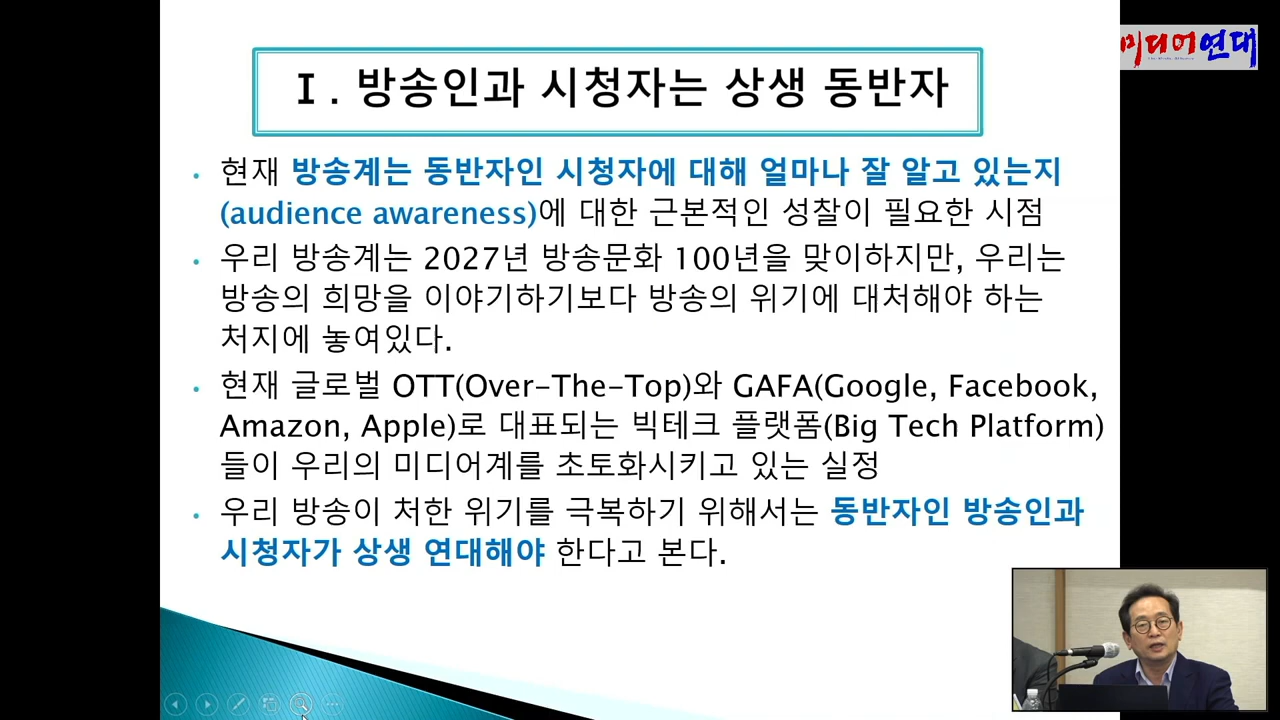 Ⅰ. 방송인과 시청자는 상생 동반자
미디어연대
현재 방송계는 동반자인 시청자에 대해 얼마나 잘 알고 있는지
(audience awareness)에 대한 근본적인 성찰이 필요한 시점
우리 방송계는 2027년 방송문화 100년을 맞이하지만, 우리는
방송의 희망을 이야기하기보다 방송의 위기에 대처해야 하는
처지에 놓여있다.
현재 글로벌 OTT(Over-The-Top)와 GAFA(Google, Facebook,
Amazon, Apple)로 대표되는 빅테크 플랫폼(Big Tech Platform)
들이 우리의 미디어계를 초토화시키고 있는 실정
우리 방송이 처한 위기를 극복하기 위해서는 동반자인 방송인과
시청자가 상생 연대해야 한다고 본다.